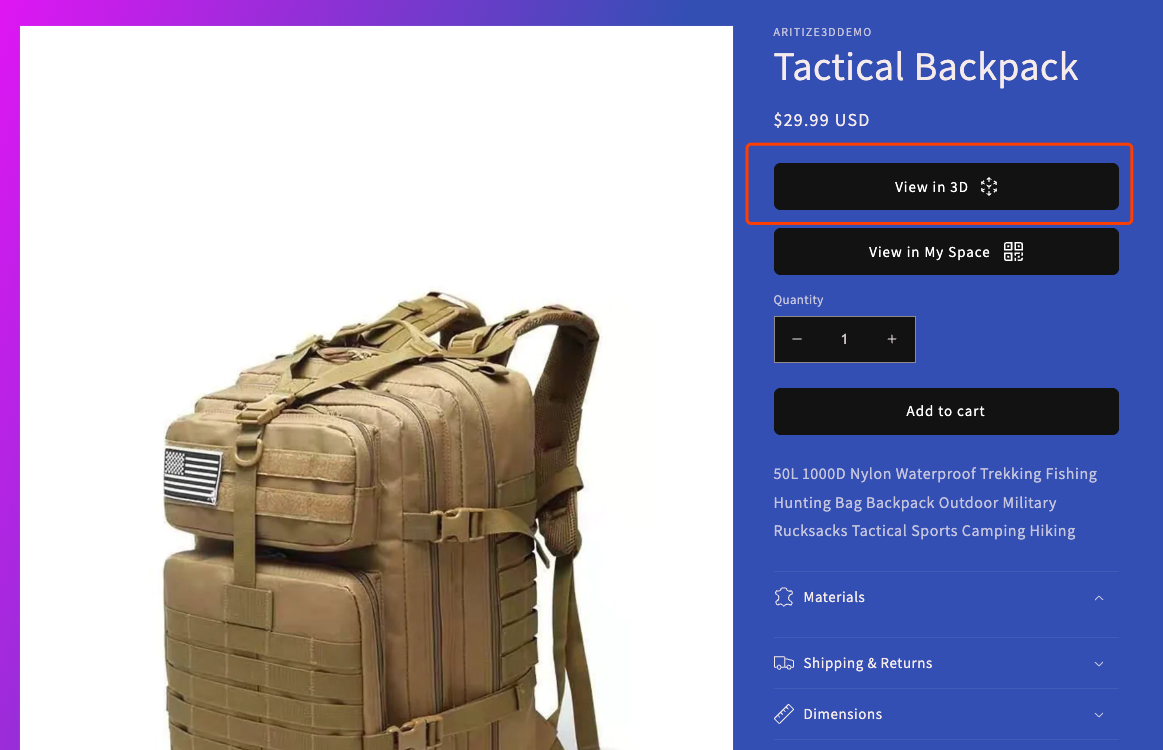 ARITIZE3DDEMO
Tactical Backpack
$29.99 USD
View in 3D
View in My Space
Quantity
− 1 +
Add to cart
50L 1000D Nylon Waterproof Trekking Fishing
Hunting Bag Backpack Outdoor Military
Rucksacks Tactical Sports Camping Hiking
Materials
Shipping & Returns
Dimensions